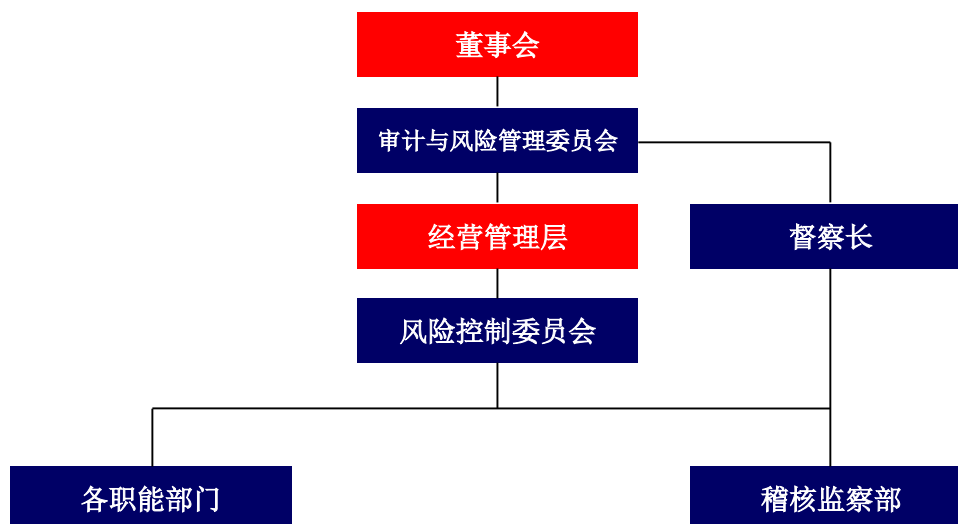 董事会
审计与风险管理委员会
经营管理层
督察长
风险控制委员会
各职能部门
稽核监察部